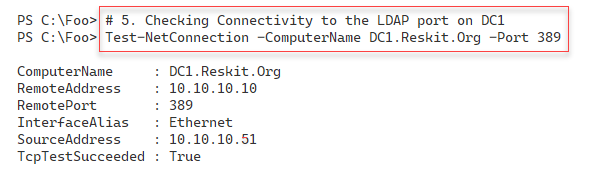 PS C:\Foo> # 5. Checking Connectivity to the LDAP port on DC1
PS C:\Foo> Test-NetConnection -ComputerName DC1.Reskit.Org -Port 389
ComputerName     : DC1.Reskit.Org
RemoteAddress    : 10.10.10.10
RemotePort       : 389
InterfaceAlias   : Ethernet
SourceAddress    : 10.10.10.51
TcpTestSucceeded : True